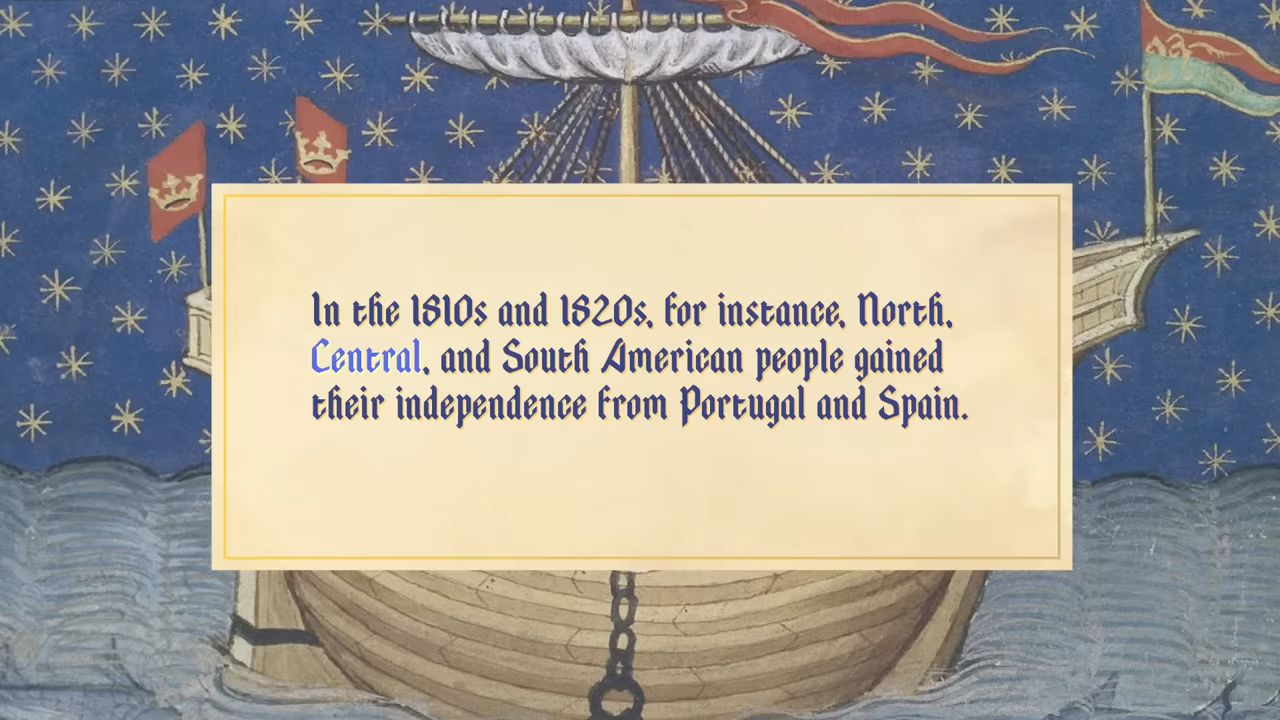 In the 1810s and 1820s, for instance, North,
Central, and South American people gained
their independence from Portugal and Spain.